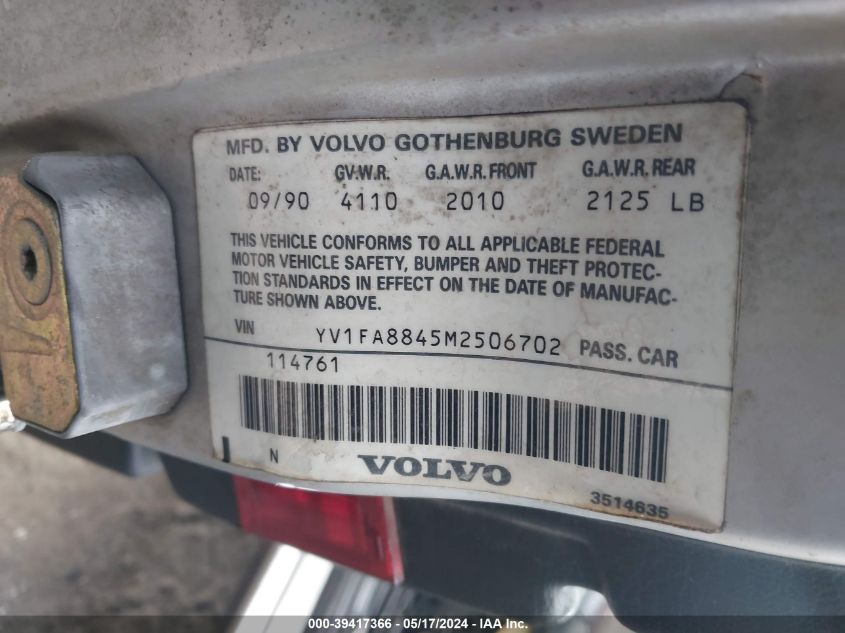 MFD. BY VOLVO GOTHENBURG SWEDEN
DATE: G.V.W.R. G.A.W.R. FRONT G.A.W.R. REAR
09/90 4110 2010 2125 LB
THIS VEHICLE CONFORMS TO ALL APPLICABLE FEDERAL
MOTOR VEHICLE SAFETY, BUMPER AND THEFT PROTEC-
TION STANDARDS IN EFFECT ON THE DATE OF MANUFAC-
TURE SHOWN ABOVE.
VIN YV1FA8845M2506702 PASS. CAR
114761
N VOLVO
3514635
000-39417366 - 05/17/2024 - IAAI Inc.